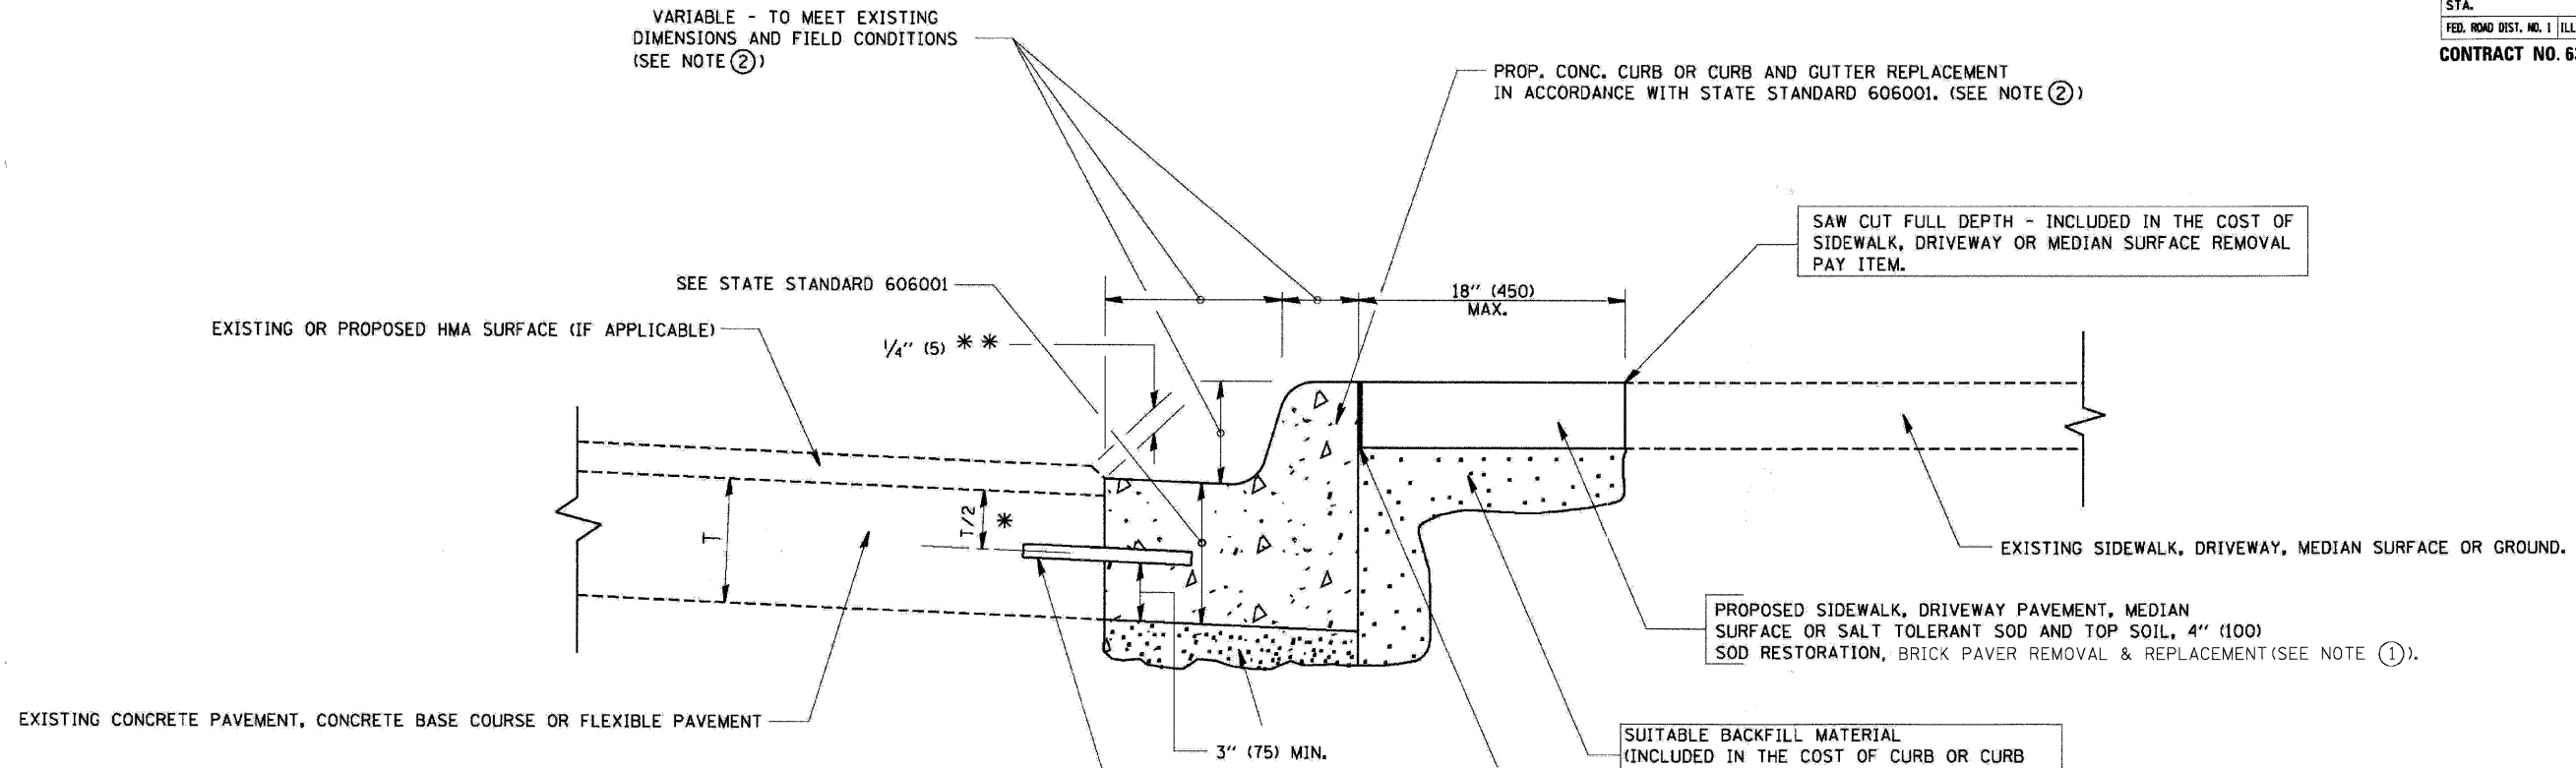 VARIABLE - TO MEET EXISTING
DIMENSIONS AND FIELD CONDITIONS
(SEE NOTE ②)
STA.
FED. ROAD DIST. NO. 1 ILL
CONTRACT NO.
PROP. CONC. CURB OR CURB AND GUTTER REPLACEMENT
IN ACCORDANCE WITH STATE STANDARD 606001. (SEE NOTE ②)
SAW CUT FULL DEPTH - INCLUDED IN THE COST OF
SIDEWALK, DRIVEWAY OR MEDIAN SURFACE REMOVAL
PAY ITEM.
SEE STATE STANDARD 606001
18" (450)
MAX.
EXISTING OR PROPOSED HMA SURFACE (IF APPLICABLE)
1/4" (5) * *
T
T/2 *
EXISTING SIDEWALK, DRIVEWAY, MEDIAN SURFACE OR GROUND.
PROPOSED SIDEWALK, DRIVEWAY PAVEMENT, MEDIAN
SURFACE OR SALT TOLERANT SOD AND TOP SOIL, 4" (100)
SOD RESTORATION, BRICK PAVER REMOVAL & REPLACEMENT (SEE NOTE ①).
EXISTING CONCRETE PAVEMENT, CONCRETE BASE COURSE OR FLEXIBLE PAVEMENT
3" (75) MIN.
SUITABLE BACKFILL MATERIAL
(INCLUDED IN THE COST OF CURB OR CURB